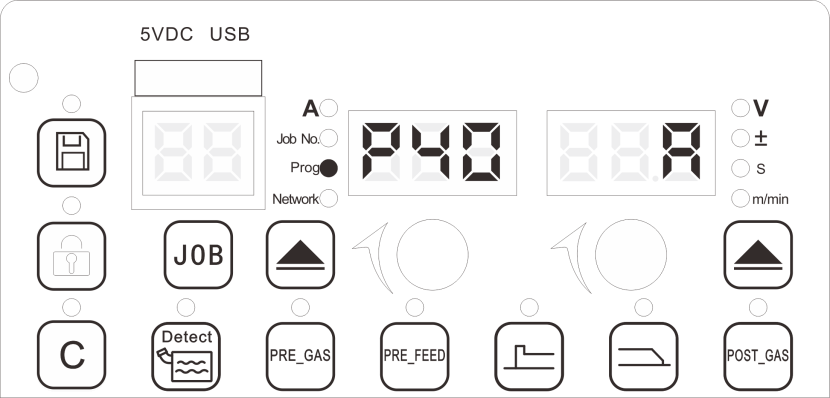 5VDC USB
A
V
Job No.
±
Prog
P40
A
S
Network
m/min
JOB
C
Detect
PRE_GAS
PRE_FEED
POST_GAS